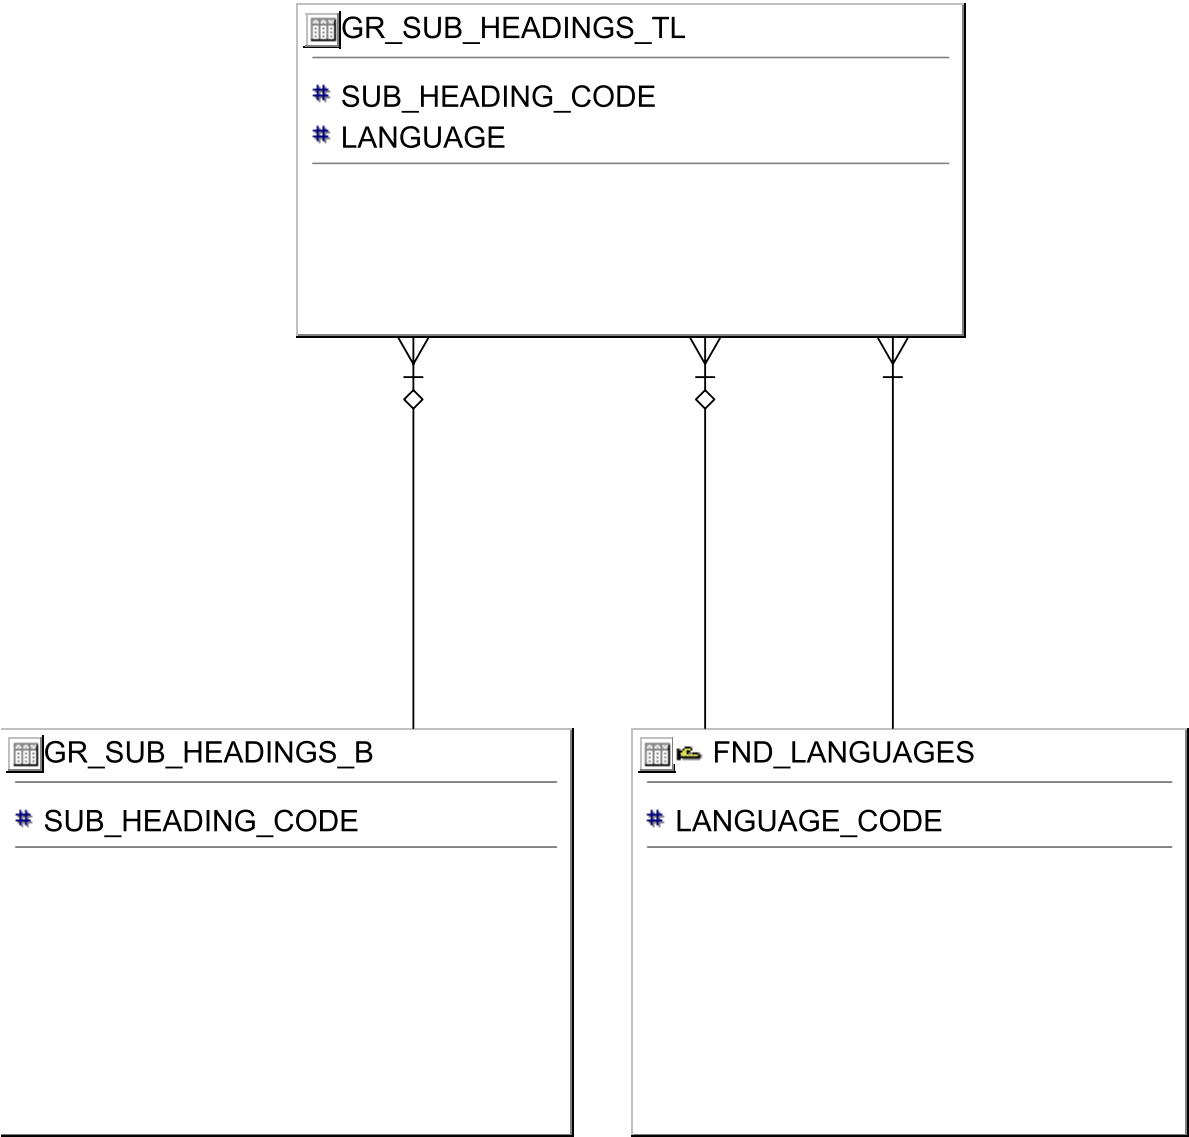 GR_SUB_HEADINGS_TL
# SUB_HEADING_CODE
# LANGUAGE
GR_SUB_HEADINGS_B
# SUB_HEADING_CODE
FND_LANGUAGES
# LANGUAGE_CODE